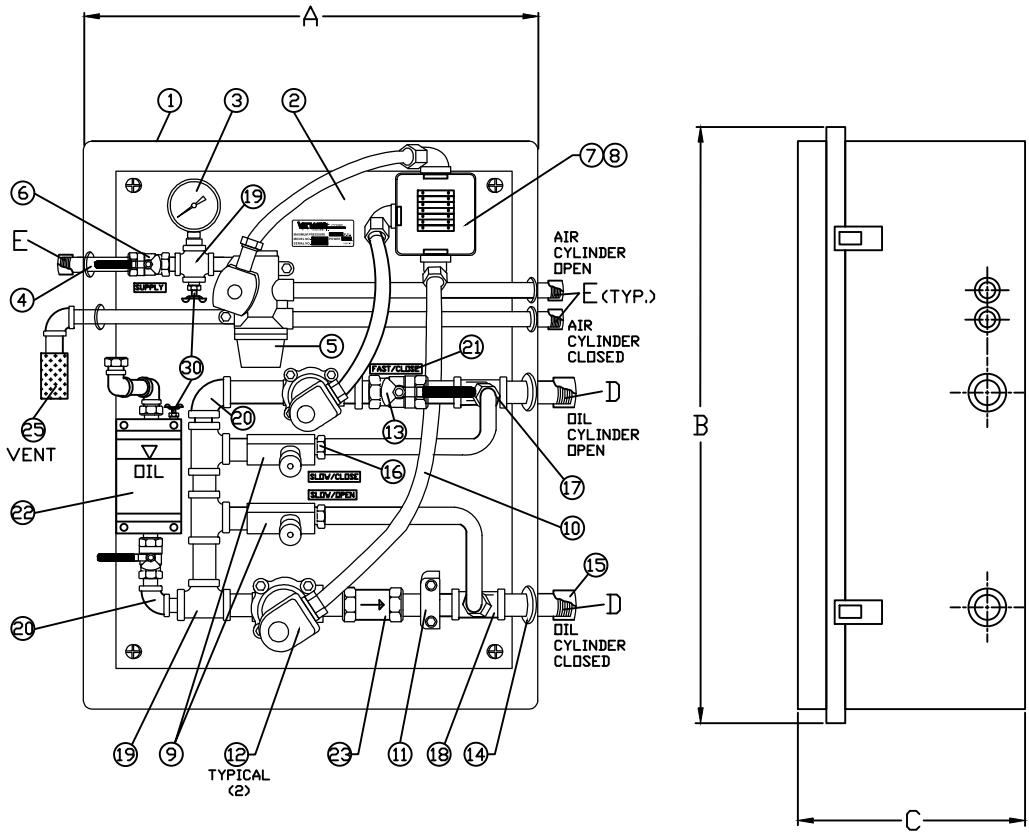 A
1
3
2
7 8
6
19
E
AIR
CYLINDER
OPEN
SUPPLY
E (TYP.)
4
AIR
CYLINDER
CLOSED
5
21
FAST/CLOSE
30
D
20
13
25
VENT
OIL
CYLINDER
OPEN
B
OIL
16
17
SLOW/CLOSE
SLOW/OPEN
22
10
15
D
20
OIL
CYLINDER
CLOSED
19
9
12
23
11
18
14
TYPICAL
(2)
C